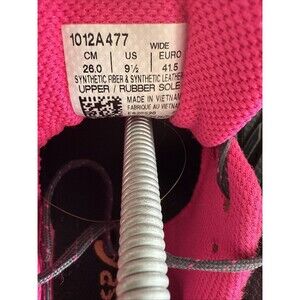 1012A477 WIDE
CM US EURO
26.0 9½ 41.5
SYNTHETIC FIBER & SYNTHETIC LEATHER
UPPER / RUBBER SOLE
MADE IN VIETNAM
FABRIQUE AU VIETNAM